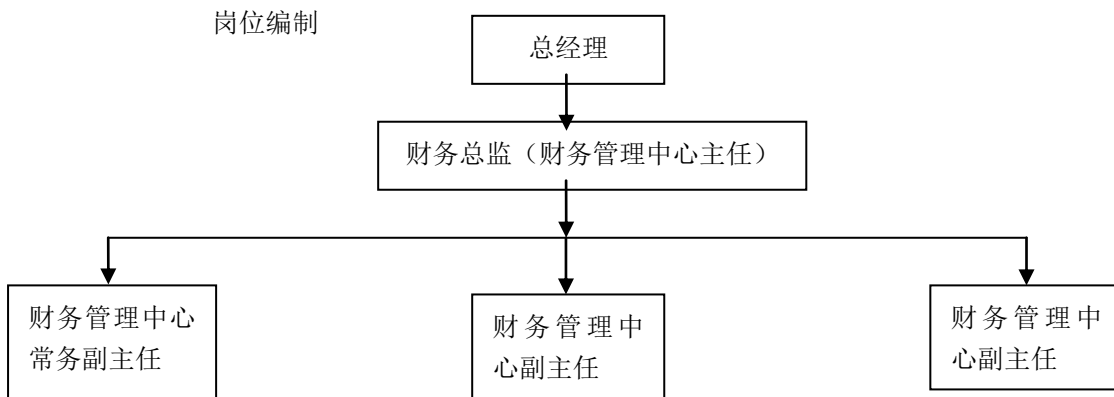 岗位编制
总经理
财务总监（财务管理中心主任）
财务管理中心
常务副主任
财务管理中
心副主任
财务管理中
心副主任